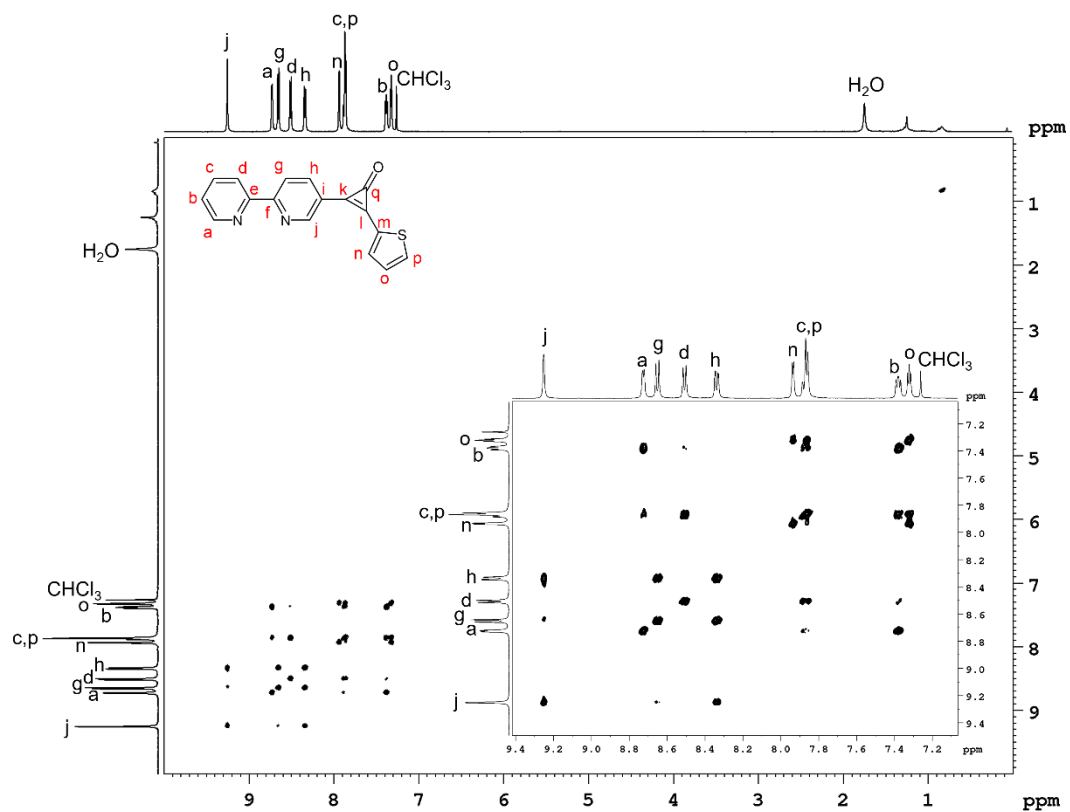 j
a
g
d
h
n
c,p
b
o
CHCl3
H2O
ppm
H2O
CHCl3
o
b
c,p
n
h
d
g
a
j
c
d
g
h
O
b
e
i
k
q
a
N
f
N
j
l
m
S
n
o
p
j
a
g
d
h
n
c,p
b
o
CHCl3
ppm
o
b
c,p
n
h
d
g
a
j
7.2
7.4
7.6
7.8
8.0
8.2
8.4
8.6
8.8
9.0
9.2
9.4
9.4 9.2 9.0 8.8 8.6 8.4 8.2 8.0 7.8 7.6 7.4 7.2 ppm
ppm
1
2
3
4
5
6
7
8
9
9 8 7 6 5 4 3 2 1 ppm